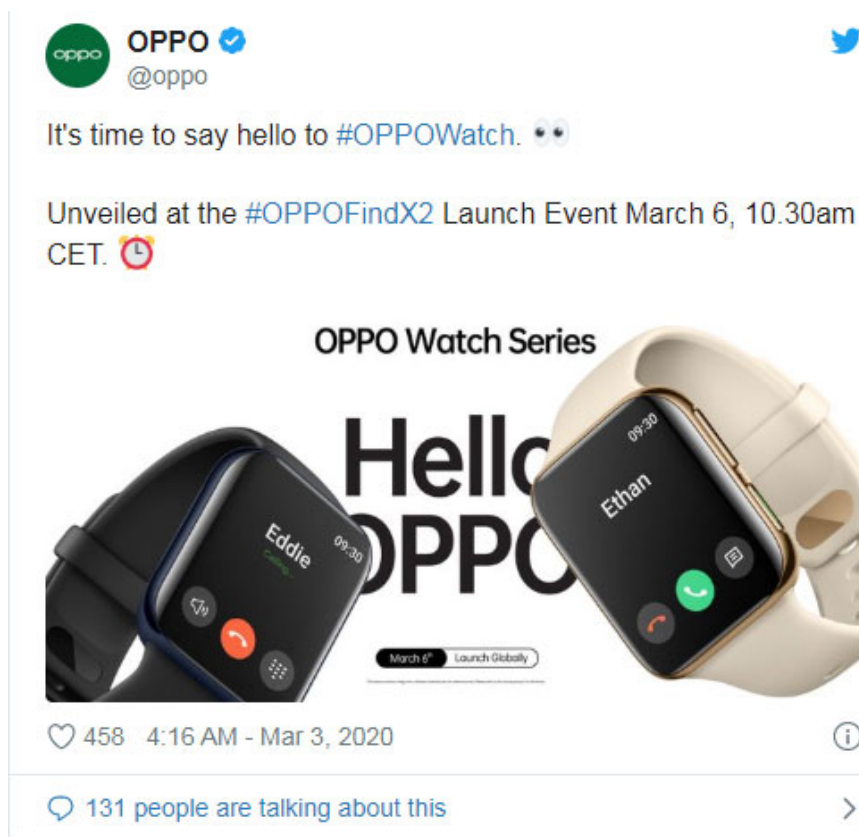 oppo
OPPO
@oppo
It's time to say hello to #OPPOWatch. 👀
Unveiled at the #OPPOFindX2 Launch Event March 6, 10.30am
CET. ⏰
OPPO Watch Series
Hello
OPPO
Eddie
09:30
Calling...
Ethan
09:30
March 6th
Launch Globally
458 4:16 AM - Mar 3, 2020
131 people are talking about this